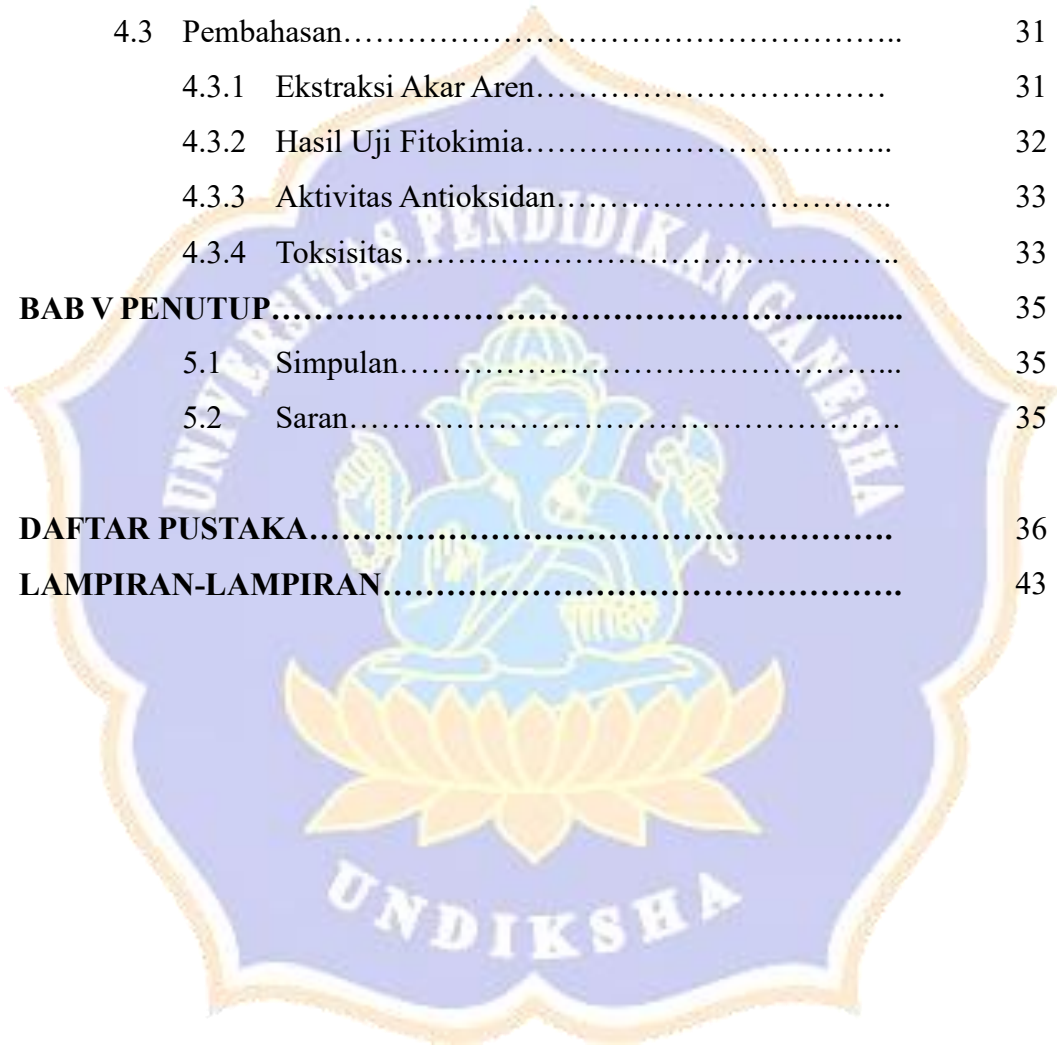 4.3 Pembahasan…………………………………………….. 31
4.3.1 Ekstraksi Akar Aren…………………………… 31
4.3.2 Hasil Uji Fitokimia…………………………….. 32
4.3.3 Aktivitas Antioksidan………………………….. 33
4.3.4 Toksisitas……………………………………….. 33
BAB V PENUTUP……………………………………………........... 35
5.1 Simpulan………………………………………... 35
5.2 Saran……………………………………………. 35
DAFTAR PUSTAKA………………………………………………. 36
LAMPIRAN-LAMPIRAN…………………………………………. 43
UNIVERSITAS PENDIDIKAN GANESHA
UNDIKSHA